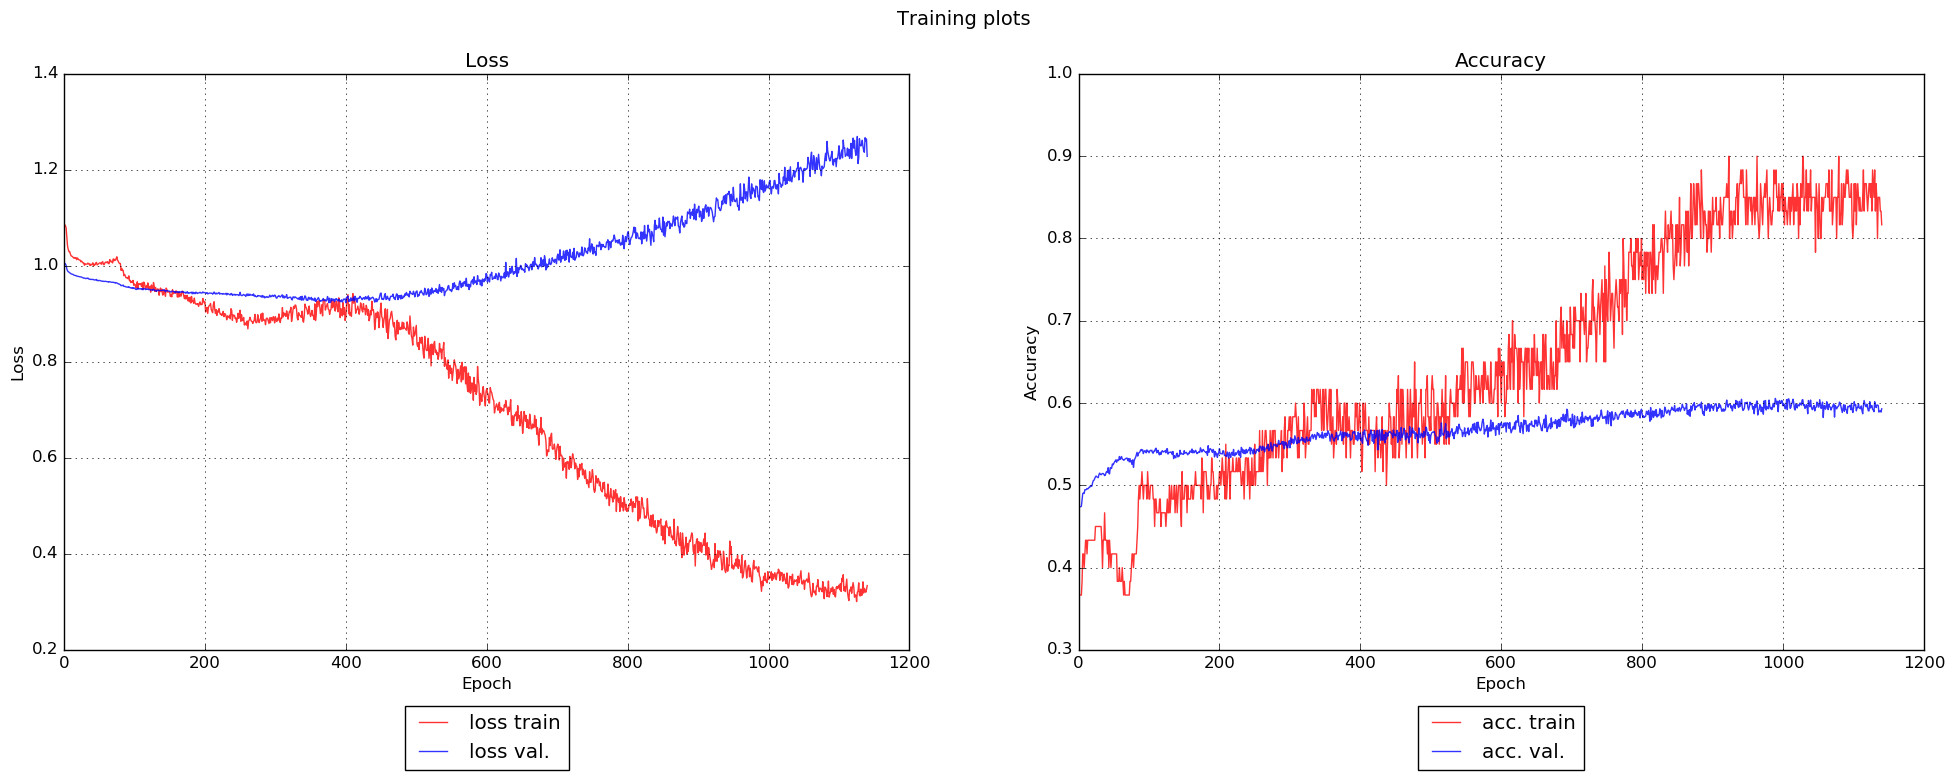 Training plots
Loss
1.4
1.2
1.0
0.8
0.6
0.4
0.2
Loss
0 200 400 600 800 1000 1200
Epoch
loss train
loss val.
Accuracy
1.0
0.9
0.8
0.7
0.6
0.5
0.4
0.3
Accuracy
0 200 400 600 800 1000 1200
Epoch
acc. train
acc. val.